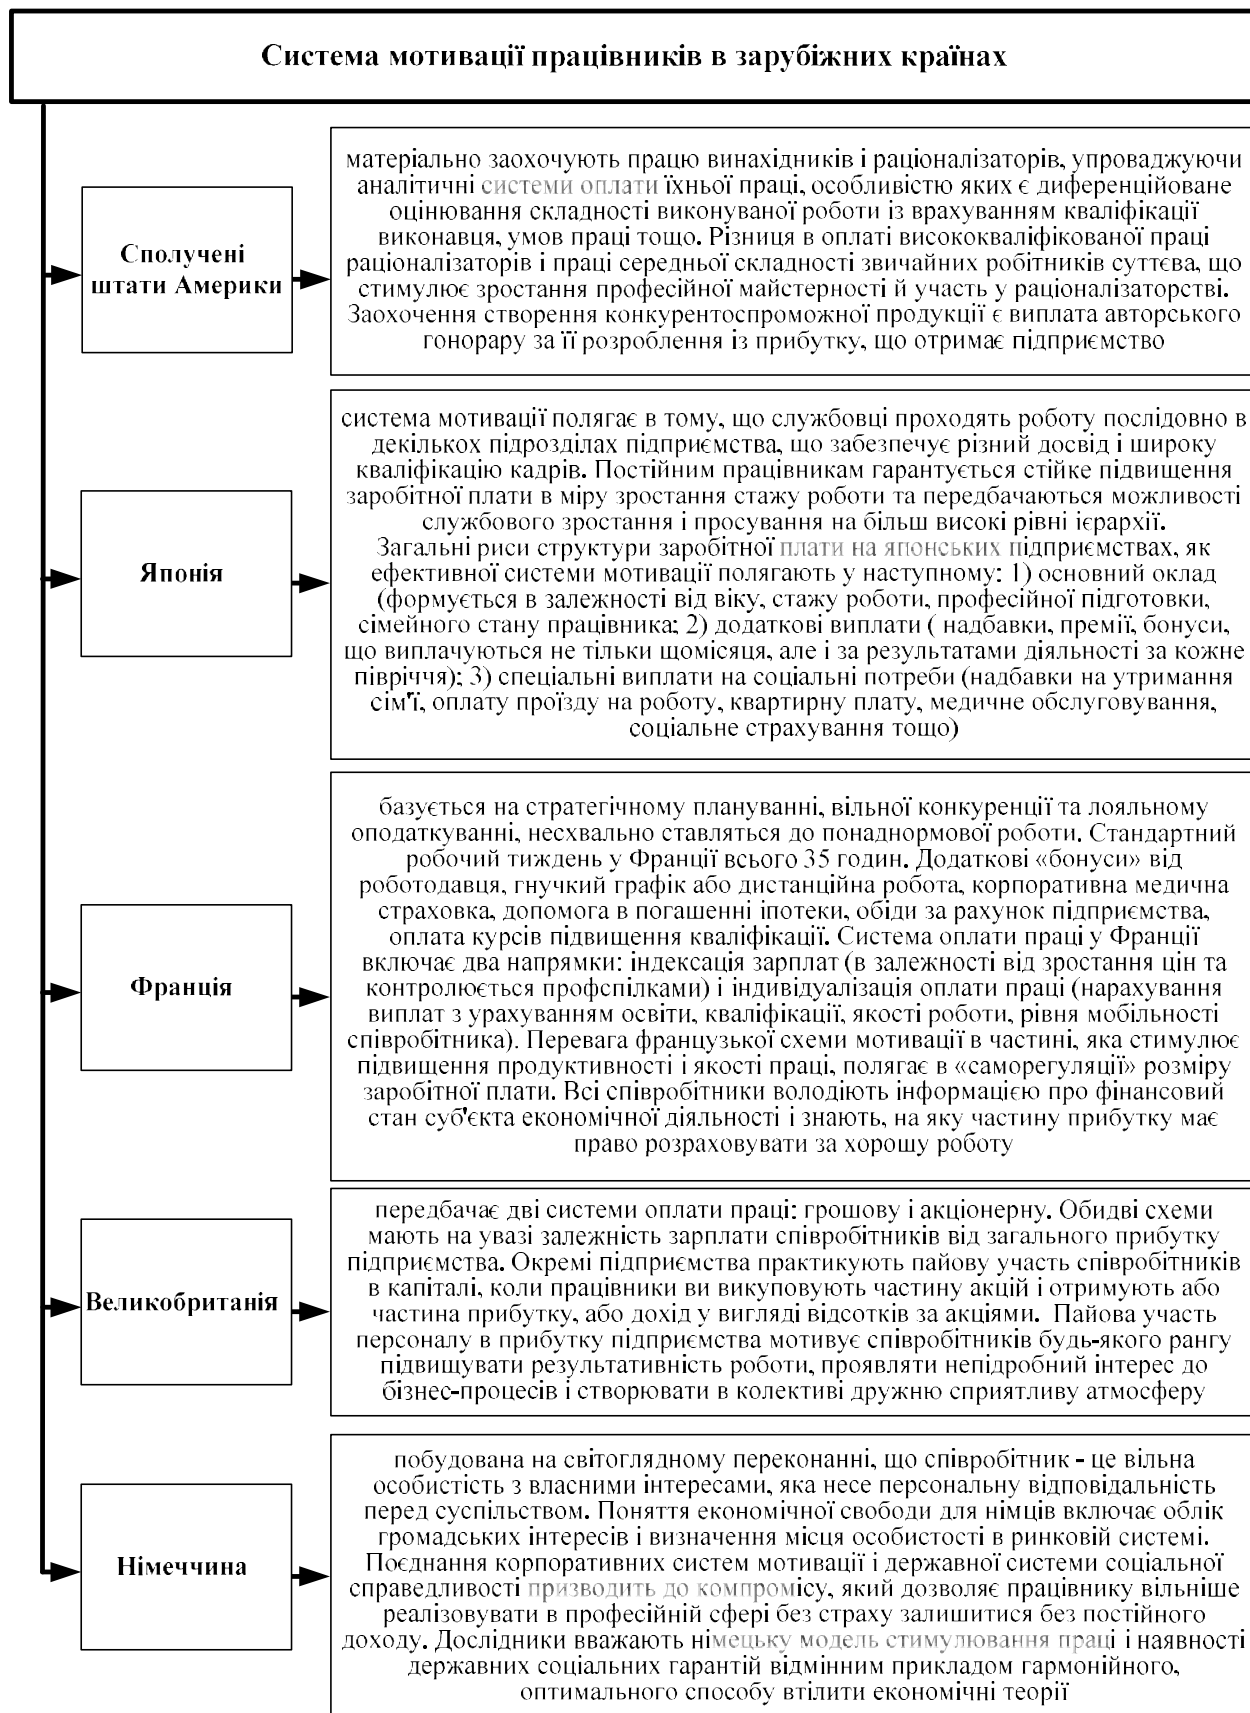 Система мотивації працівників в зарубіжних країнах
Сполучені
штати Америки
матеріально заохочують працю винахідників і раціоналізаторів, упроваджуючи
аналітичні системи оплати їхньої праці, особливістю яких є диференційоване
оцінювання складності виконуваної роботи із врахуванням кваліфікації
виконавця, умов праці тощо. Різниця в оплаті висококваліфікованої праці
раціоналізаторів і праці середньої складності звичайних робітників суттєва, що
стимулює зростання професійної майстерності й участь у раціоналізаторстві.
Заохочення створення конкурентоспроможної продукції є виплата авторського
гонорару за її розроблення із прибутку, що отримає підприємство
Японія
система мотивації полягає в тому, що службовці проходять роботу послідовно в
декількох підрозділах підприємства, що забезпечує різний досвід і широку
кваліфікацію кадрів. Постійним працівникам гарантується стійке підвищення
заробітної плати в міру зростання стажу роботи та передбачаються можливості
службового зростання і просування на більш високі рівні ієрархії.
Загальні риси структури заробітної плати на японських підприємствах, як
ефективної системи мотивації полягають у наступному: 1) основний оклад
(формується в залежності від віку, стажу роботи, професійної підготовки,
сімейного стану працівника; 2) додаткові виплати ( надбавки, премії, бонуси,
що виплачуються не тільки щомісяця, але і за результатами діяльності за кожне
півріччя); 3) спеціальні виплати на соціальні потреби (надбавки на утримання
сім'ї, оплату проїзду на роботу, квартирну плату, медичне обслуговування,
соціальне страхування тощо)
Франція
базується на стратегічному плануванні, вільної конкуренції та лояльному
оподаткуванні, несхвально ставляться до понаднормової роботи. Стандартний
робочий тиждень у Франції всього 35 годин. Додаткові «бонуси» від
роботодавця, гнучкий графік або дистанційна робота, корпоративна медична
страховка, допомога в погашенні іпотеки, обіди за рахунок підприємства,
оплата курсів підвищення кваліфікації. Система оплати праці у Франції
включає два напрямки: індексація зарплат (в залежності від зростання цін та
контролюється профспілками) і індивідуалізація оплати праці (нарахування
виплат з урахуванням освіти, кваліфікації, якості роботи, рівня мобільності
співробітника). Перевага французької схеми мотивації в частині, яка стимулює
підвищення продуктивності і якості праці, полягає в «саморегуляції» розміру
заробітної плати. Всі співробітники володіють інформацією про фінансовий
стан суб'єкта економічної діяльності і знають, на яку частину прибутку має
право розраховувати за хорошу роботу
Великобританія
передбачає дві системи оплати праці: грошову і акціонерну. Обидві схеми
мають на увазі залежність зарплати співробітників від загального прибутку
підприємства. Окремі підприємства практикують пайову участь співробітників
в капіталі, коли працівники ви викуповують частину акцій і отримують або
частина прибутку, або дохід у вигляді відсотків за акціями. Пайова участь
персоналу в прибутку підприємства мотивує співробітників будь-якого рангу
підвищувати результативність роботи, проявляти непідробний інтерес до
бізнес-процесів і створювати в колективі дружню сприятливу атмосферу
Німеччина
побудована на світоглядному переконанні, що співробітник - це вільна
особистість з власними інтересами, яка несе персональну відповідальність
перед суспільством. Поняття економічної свободи для німців включає облік
громадських інтересів і визначення місця особистості в ринковій системі.
Поєднання корпоративних систем мотивації і державної системи соціальної
справедливості призводить до компромісу, який дозволяє працівнику вільніше
реалізовувати в професійній сфері без страху залишитися без постійного
доходу. Дослідники вважають німецьку модель стимулювання праці і наявності
державних соціальних гарантій відмінним прикладом гармонійного,
оптимального способу втілити економічні теорії